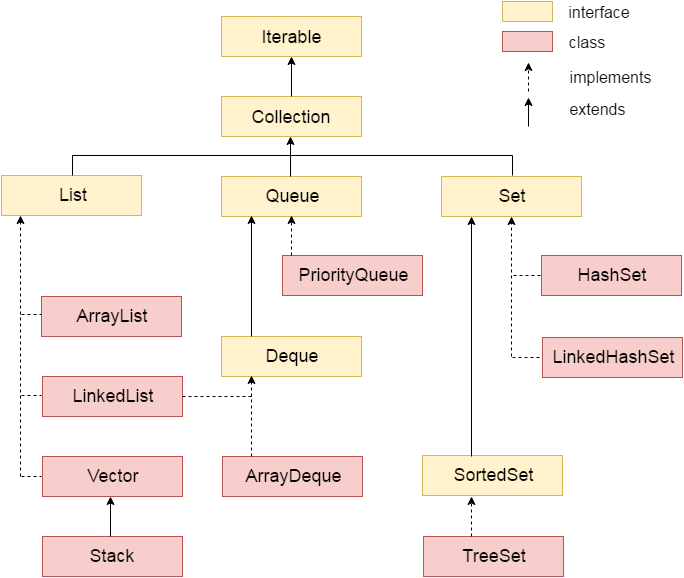 interface
Iterable
class
implements
Collection
extends
List
Queue
Set
PriorityQueue
HashSet
ArrayList
Deque
LinkedHashSet
LinkedList
Vector
ArrayDeque
SortedSet
Stack
TreeSet